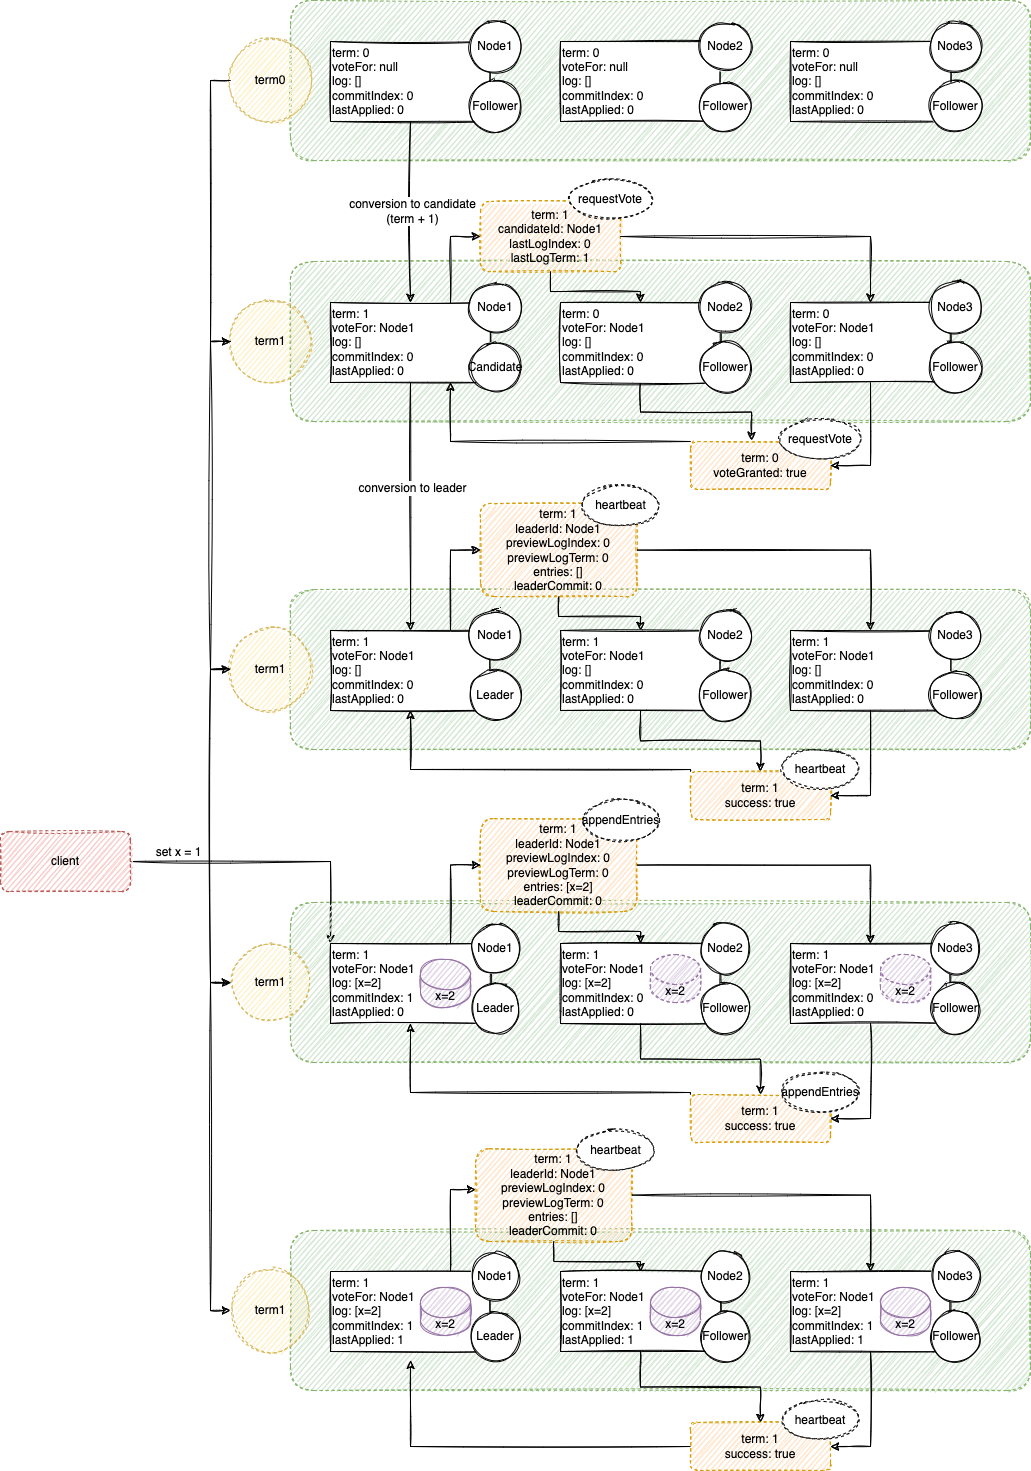 term0
term: 0
voteFor: null
log: []
commitIndex: 0
lastApplied: 0
Node1
Follower
term: 0
voteFor: null
log: []
commitIndex: 0
lastApplied: 0
Node2
Follower
term: 0
voteFor: null
log: []
commitIndex: 0
lastApplied: 0
Node3
Follower
conversion to candidate
(term + 1)
requestVote
term: 1
candidateId: Node1
lastLogIndex: 0
lastLogTerm: 1
term1
term: 1
voteFor: Node1
log: []
commitIndex: 0
lastApplied: 0
Node1
Candidate
term: 0
voteFor: Node1
log: []
commitIndex: 0
lastApplied: 0
Node2
Follower
term: 0
voteFor: Node1
log: []
commitIndex: 0
lastApplied: 0
Node3
Follower
requestVote
term: 0
voteGranted: true
conversion to leader
heartbeat
term: 1
leaderId: Node1
previewLogIndex: 0
previewLogTerm: 0
entries: []
leaderCommit: 0
term1
term: 1
voteFor: Node1
log: []
commitIndex: 0
lastApplied: 0
Node1
Leader
term: 1
voteFor: Node1
log: []
commitIndex: 0
lastApplied: 0
Node2
Follower
term: 1
voteFor: Node1
log: []
commitIndex: 0
lastApplied: 0
Node3
Follower
heartbeat
term: 1
success: true
client
set x = 1
appendEntries
term: 1
leaderId: Node1
previewLogIndex: 0
previewLogTerm: 0
entries: [x=2]
leaderCommit: 0
term1
term: 1
voteFor: Node1
log: [x=2]
commitIndex: 1
lastApplied: 0
x=2
Node1
Leader
term: 1
voteFor: Node1
log: [x=2]
commitIndex: 0
lastApplied: 0
x=2
Node2
Follower
term: 1
voteFor: Node1
log: [x=2]
commitIndex: 0
lastApplied: 0
x=2
Node3
Follower
appendEntries
term: 1
success: true
heartbeat
term: 1
leaderId: Node1
previewLogIndex: 0
previewLogTerm: 0
entries: []
leaderCommit: 0
term1
term: 1
voteFor: Node1
log: [x=2]
commitIndex: 1
lastApplied: 1
x=2
Node1
Leader
term: 1
voteFor: Node1
log: [x=2]
commitIndex: 1
lastApplied: 1
x=2
Node2
Follower
term: 1
voteFor: Node1
log: [x=2]
commitIndex: 1
lastApplied: 1
x=2
Node3
Follower
heartbeat
term: 1
success: true